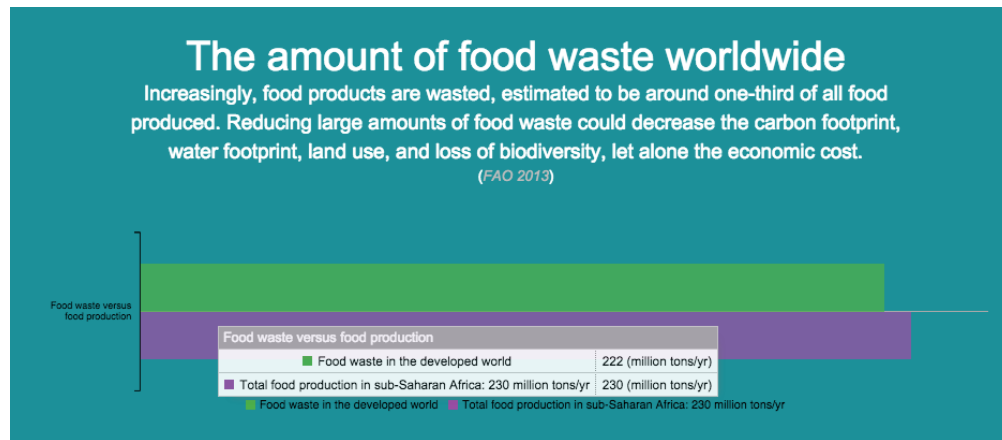 The amount of food waste worldwide
Increasingly, food products are wasted, estimated to be around one-third of all food
produced. Reducing large amounts of food waste could decrease the carbon footprint,
water footprint, land use, and loss of biodiversity, let alone the economic cost.
(FAO 2013)
Food waste versus
food production
Food waste versus food production
Food waste in the developed world 222 (million tons/yr)
Total food production in sub-Saharan Africa: 230 million tons/yr 230 (million tons/yr)
Food waste in the developed world Total food production in sub-Saharan Africa: 230 million tons/yr